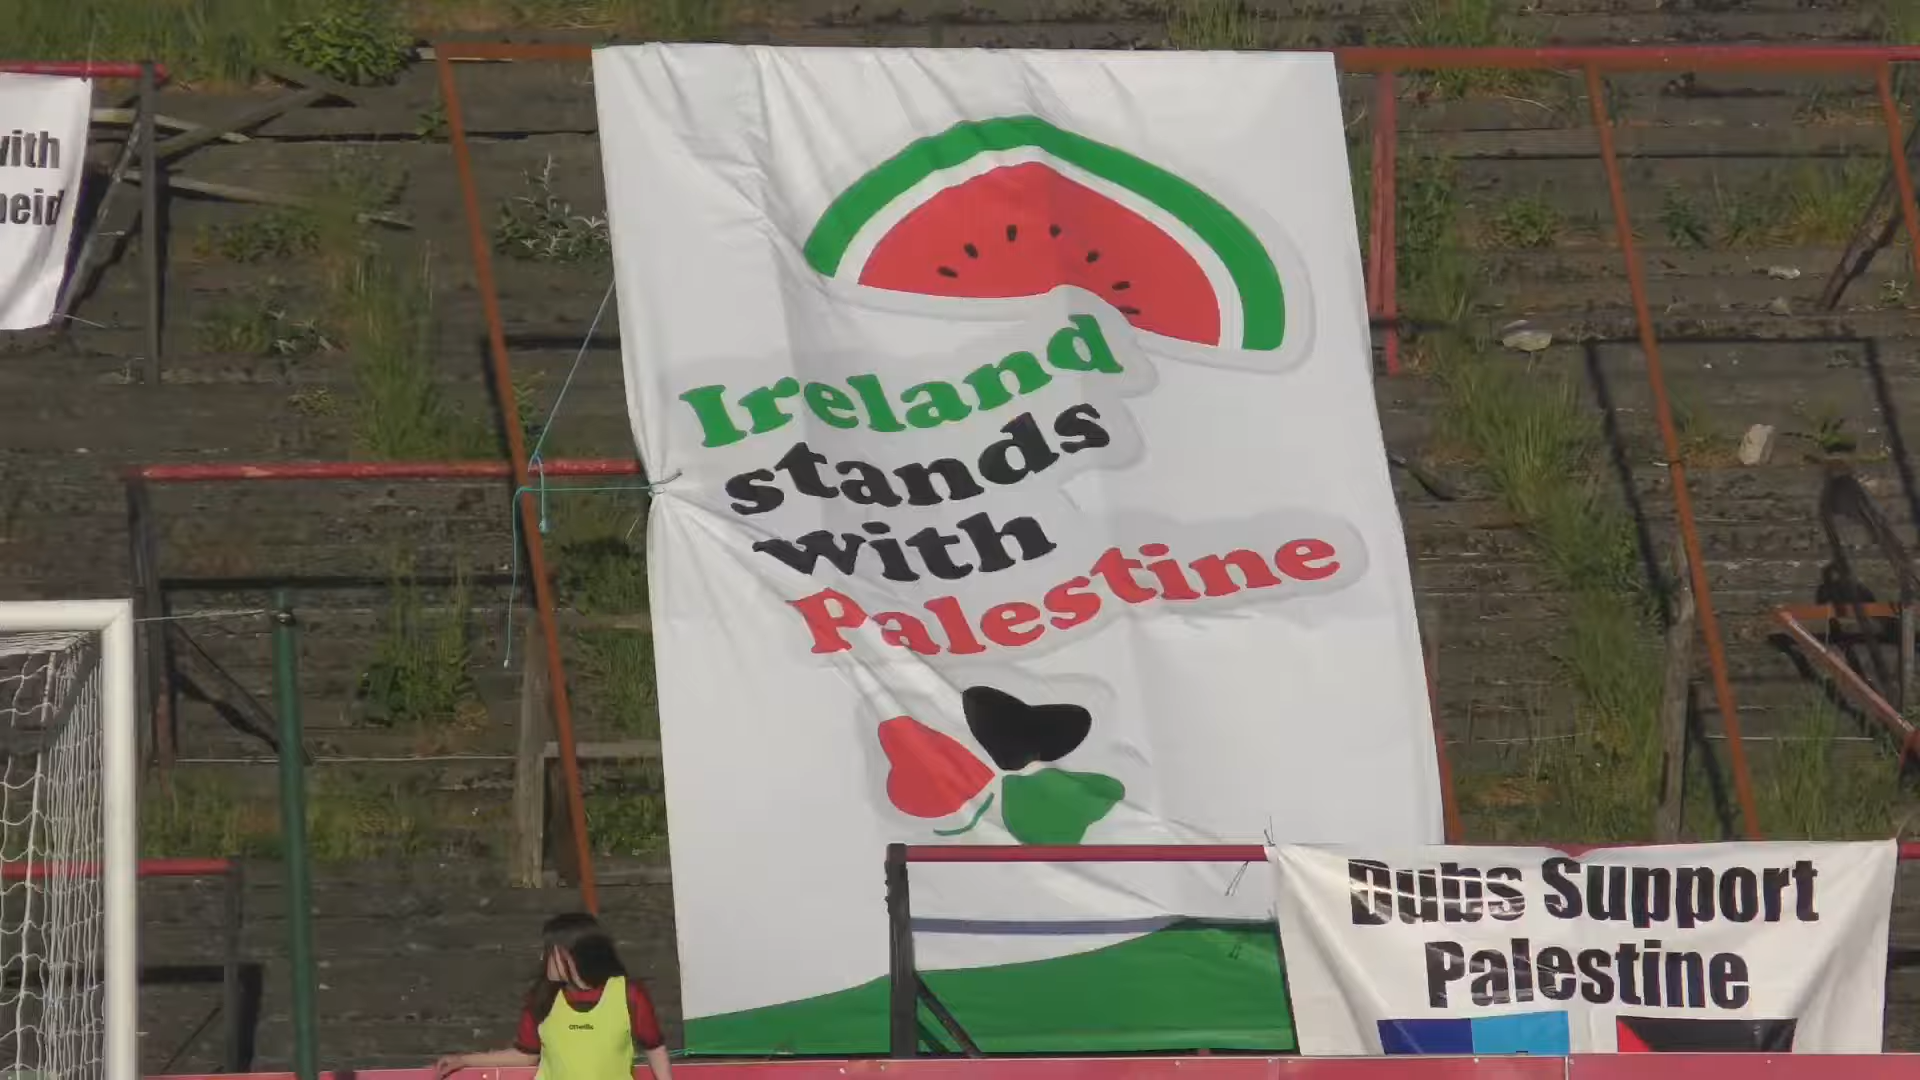 with
Ireland
stands
with
Palestine
Dubs Support
Palestine